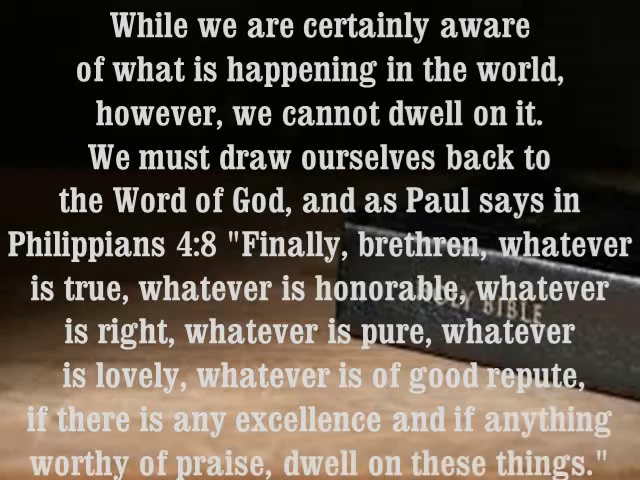 While we are certainly aware
of what is happening in the world,
however, we cannot dwell on it.
We must draw ourselves back to
the Word of God, and as Paul says in
Philippians 4:8 "Finally, brethren, whatever
is true, whatever is honorable, whatever
is right, whatever is pure, whatever
is lovely, whatever is of good repute,
if there is any excellence and if anything
worthy of praise, dwell on these things."
BIBLE